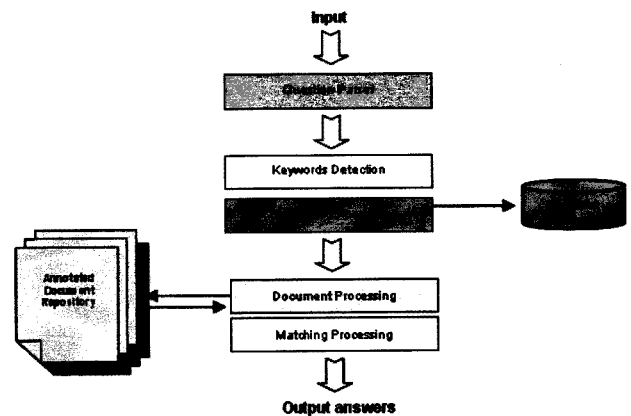 Input
Question Parser
Keywords Detection
Annotated
Document
Repository
Document Processing
Matching Processing
Output answers